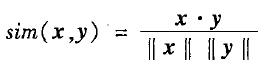 sim(x,y) = x · y / ‖x‖ ‖y‖